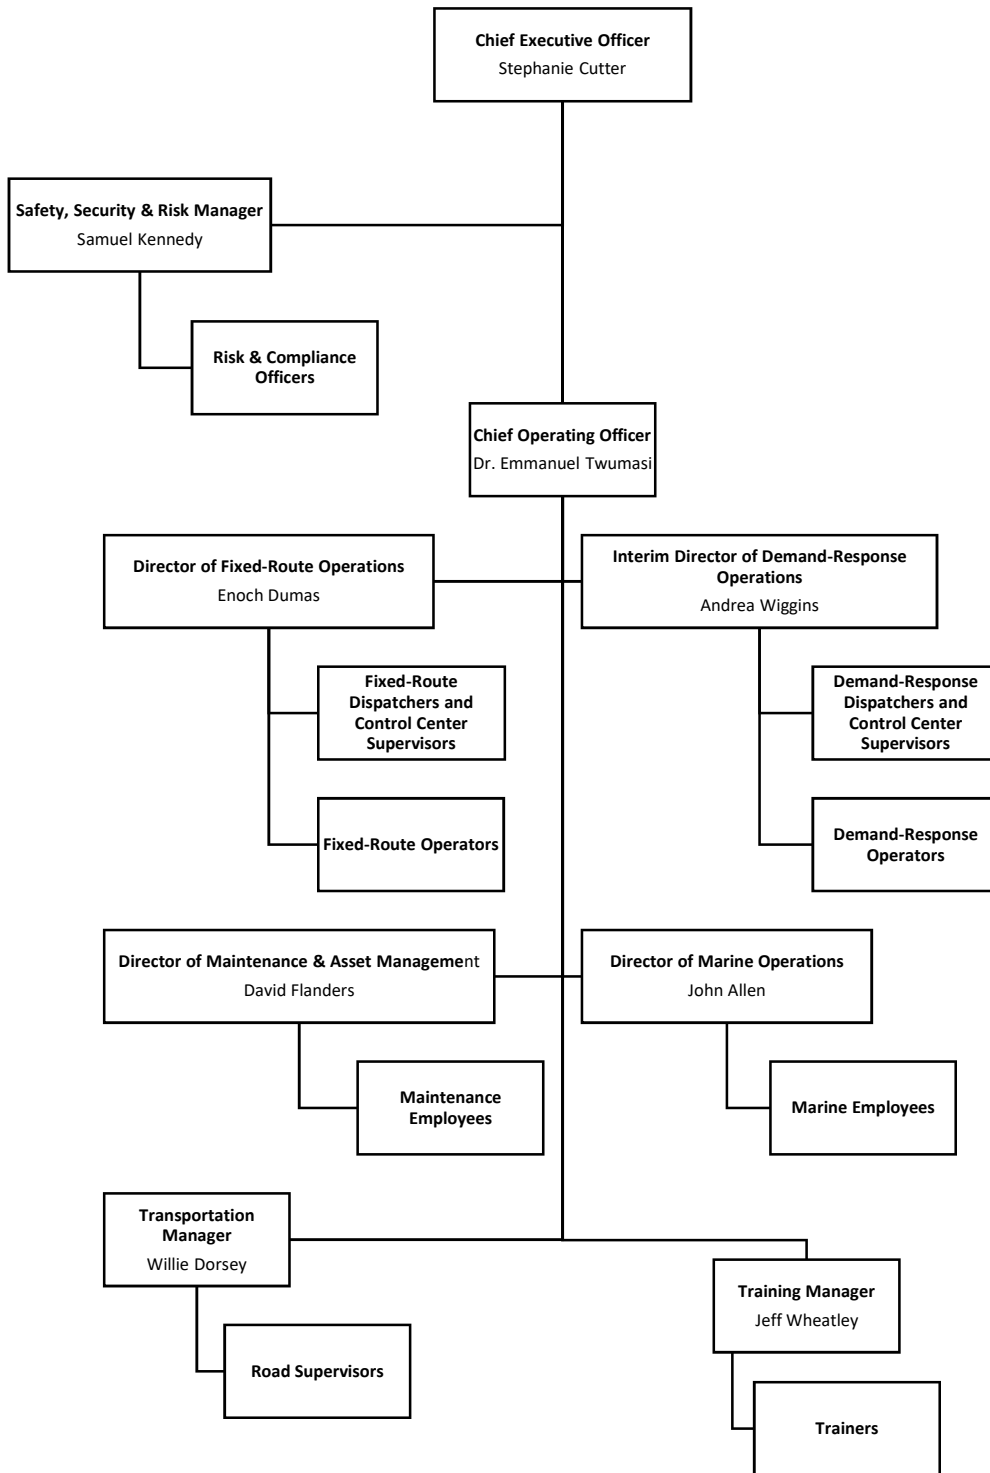 Chief Executive Officer
Stephanie Cutter
Safety, Security & Risk Manager
Samuel Kennedy
Risk & Compliance
Officers
Chief Operating Officer
Dr. Emmanuel Twumasi
Director of Fixed-Route Operations
Enoch Dumas
Interim Director of Demand-Response
Operations
Andrea Wiggins
Fixed-Route
Dispatchers and
Control Center
Supervisors
Demand-Response
Dispatchers and
Control Center
Supervisors
Fixed-Route Operators
Demand-Response
Operators
Director of Maintenance & Asset Management
David Flanders
Director of Marine Operations
John Allen
Maintenance
Employees
Marine Employees
Transportation
Manager
Willie Dorsey
Training Manager
Jeff Wheatley
Road Supervisors
Trainers